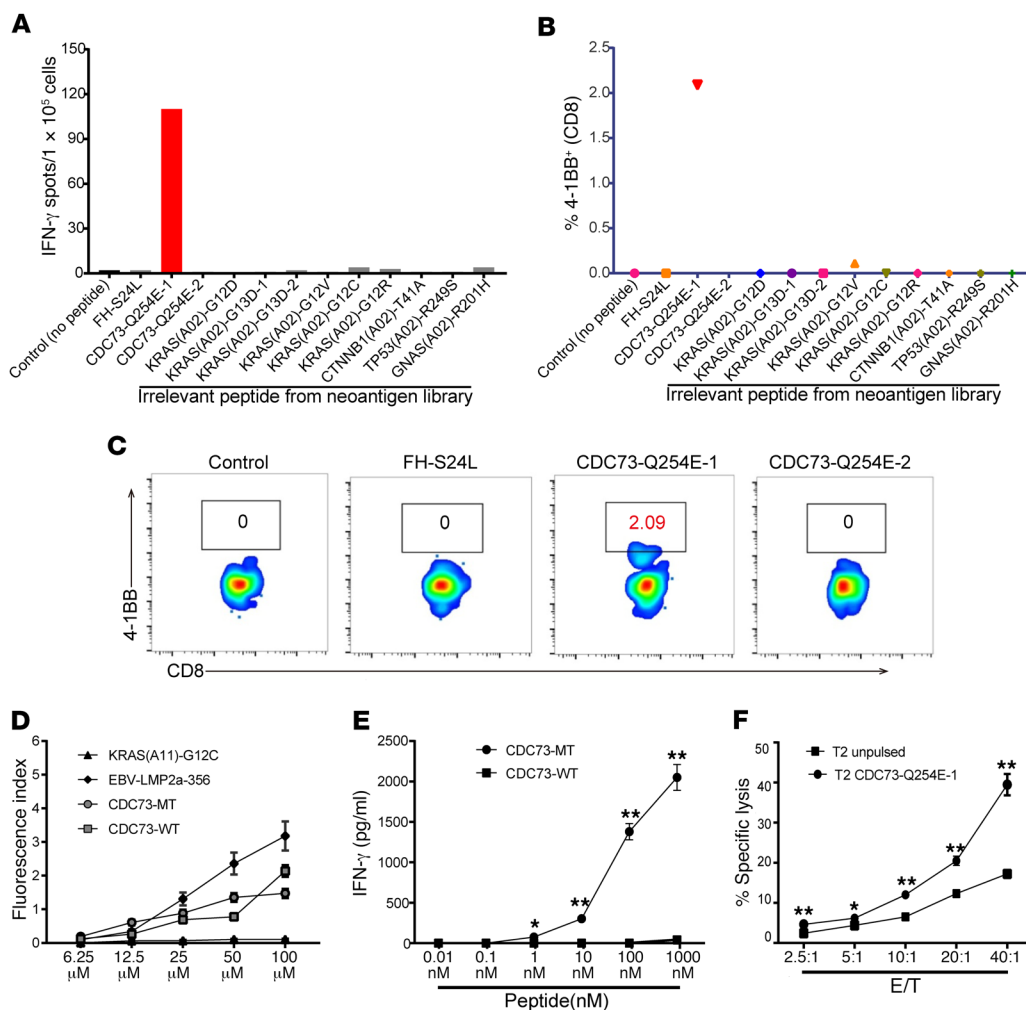 A
IFN-γ spots/1 × 10⁵ cells
150
120
90
60
30
0
Control (no peptide)
FH-S24L
CDC73-Q254E-1
CDC73-Q254E-2
KRAS(A02)-G12D
KRAS(A02)-G13D-1
KRAS(A02)-G13D-2
KRAS(A02)-G12V
KRAS(A02)-G12C
KRAS(A02)-G12R
CTNNB1(A02)-T41A
TP53(A02)-R249S
GNAS(A02)-R201H
Irrelevant peptide from neoantigen library
B
% 4-1BB⁺ (CD8)
2.5
2.0
1.5
1.0
0.5
0.0
Control (no peptide)
FH-S24L
CDC73-Q254E-1
CDC73-Q254E-2
KRAS(A02)-G12D
KRAS(A02)-G13D-1
KRAS(A02)-G13D-2
KRAS(A02)-G12V
KRAS(A02)-G12C
KRAS(A02)-G12R
CTNNB1(A02)-T41A
TP53(A02)-R249S
GNAS(A02)-R201H
Irrelevant peptide from neoantigen library
C
Control
FH-S24L
CDC73-Q254E-1
CDC73-Q254E-2
0
0
2.09
0
4-1BB
CD8
D
Fluorescence index
6
5
4
3
2
1
0
KRAS(A11)-G12C
EBV-LMP2a-356
CDC73-MT
CDC73-WT
6.25 12.5 25 50 100
μM μM μM μM μM
E
IFN-γ (pg/ml)
2500
2000
1500
1000
500
0
CDC73-MT
CDC73-WT
* ** ** **
0.01 0.1 1 10 100 1000
nM nM nM nM nM nM
Peptide(nM)
F
% Specific lysis
50
40
30
20
10
0
T2 unpulsed
T2 CDC73-Q254E-1
** * ** ** **
2.5:1 5:1 10:1 20:1 40:1
E/T